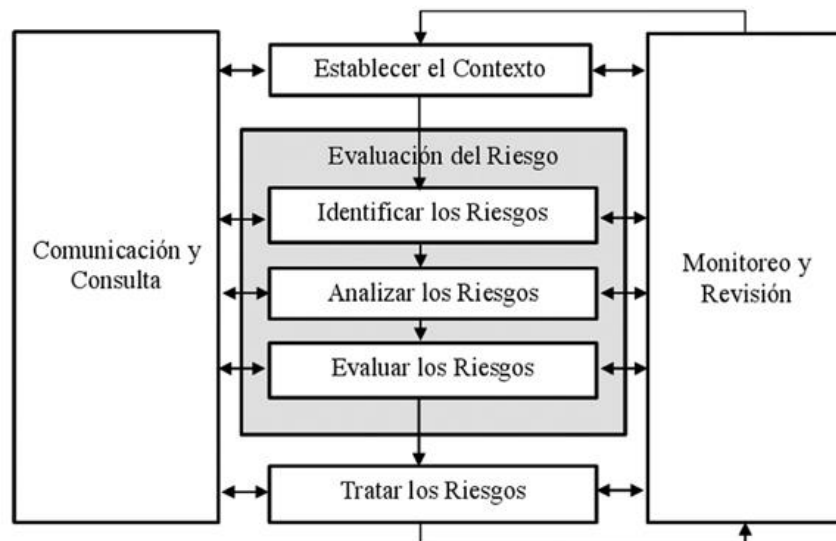 Establecer el Contexto
Evaluación del Riesgo
Identificar los Riesgos
Comunicación y
Consulta
Analizar los Riesgos
Monitoreo y
Revisión
Evaluar los Riesgos
Tratar los Riesgos